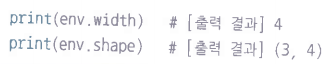 print(env.width)  # [출력 결과] 4
print(env.shape)  # [출력 결과] (3, 4)